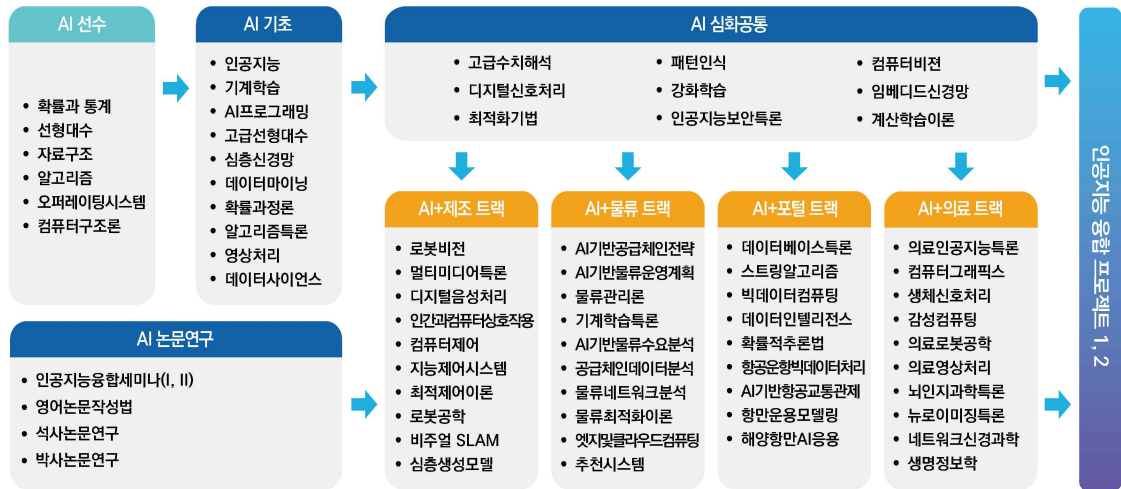 AI 선수
• 확률과 통계
• 선형대수
• 자료구조
• 알고리즘
• 오퍼레이팅시스템
• 컴퓨터구조론
AI 기초
• 인공지능
• 기계학습
• AI프로그래밍
• 고급선형대수
• 심층신경망
• 데이터마이닝
• 확률과정론
• 알고리즘특론
• 영상처리
• 데이터사이언스
AI 심화공통
• 고급수치해석
• 디지털신호처리
• 최적화기법
• 패턴인식
• 강화학습
• 인공지능보안특론
• 컴퓨터비젼
• 임베디드신경망
• 계산학습이론
AI 논문연구
• 인공지능융합세미나(I, II)
• 영어논문작성법
• 석사논문연구
• 박사논문연구
AI+제조 트랙
• 로봇비전
• 멀티미디어특론
• 디지털음성처리
• 인간과컴퓨터상호작용
• 컴퓨터제어
• 지능제어시스템
• 최적제어이론
• 로봇공학
• 비주얼 SLAM
• 심층생성모델
AI+물류 트랙
• AI기반공급체인전략
• AI기반물류운영계획
• 물류관리론
• 기계학습특론
• AI기반물류수요분석
• 공급체인데이터분석
• 물류네트워크분석
• 물류최적화이론
• 엣지및클라우드컴퓨팅
• 추천시스템
AI+포털 트랙
• 데이터베이스특론
• 스트링알고리즘
• 빅데이터컴퓨팅
• 데이터인텔리전스
• 확률적추론법
• 항공운항빅데이터처리
• AI기반항공교통관제
• 항만운용모델링
• 해양항만AI응용
AI+의료 트랙
• 의료인공지능특론
• 컴퓨터그래픽스
• 생체신호처리
• 감성컴퓨팅
• 의료로봇공학
• 의료영상처리
• 뇌인지과학특론
• 뉴로이미징특론
• 네트워크신경과학
• 생명정보학
인공지능 융합 프로젝트 1, 2